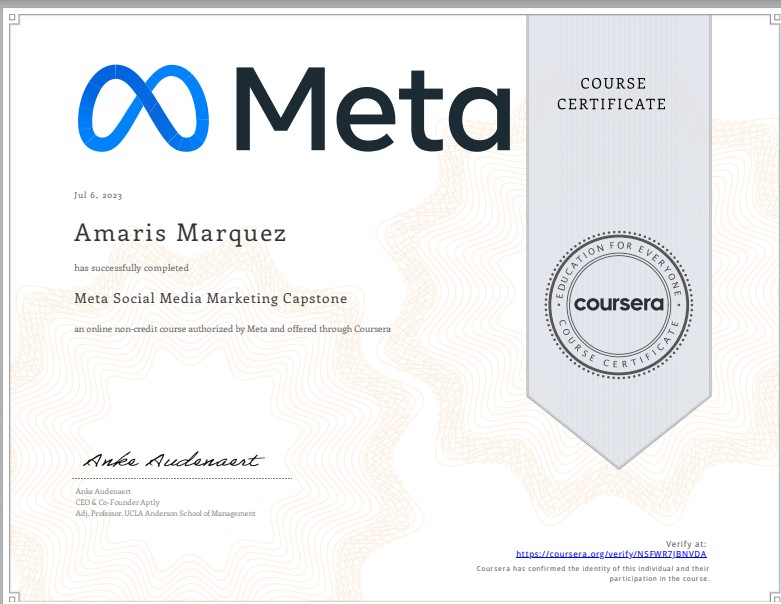 Meta
COURSE
CERTIFICATE
Jul 6, 2023
Amaris Marquez
has successfully completed
Meta Social Media Marketing Capstone
an online non-credit course authorized by Meta and offered through Coursera
EDUCATION FOR EVERYONE
coursera
COURSE CERTIFICATE
Anke Audenaert
Anke Audenaert
CEO & Co-Founder Aptly
Adj. Professor, UCLA Anderson School of Management
Verify at:
https://coursera.org/verify/NSFWR7JBNVDA
Coursera has confirmed the identity of this individual and their
participation in the course.